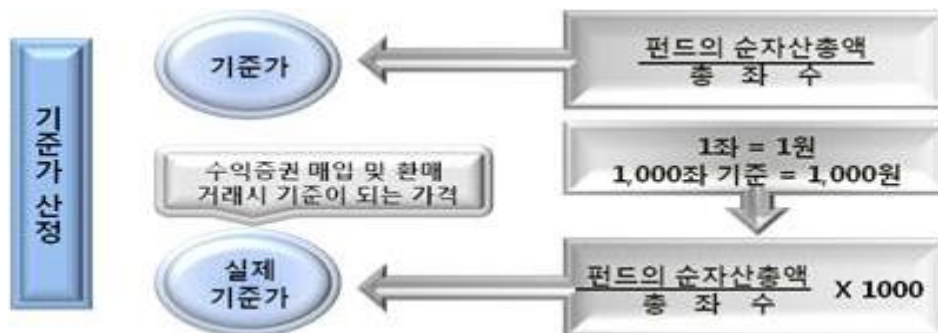 기준가 산정
기준가
펀드의 순자산총액
총 좌 수
수익증권 매입 및 환매
거래시 기준이 되는 가격
1좌 = 1원
1,000좌 기준 = 1,000원
실제
기준가
펀드의 순자산총액
총 좌 수
X 1000